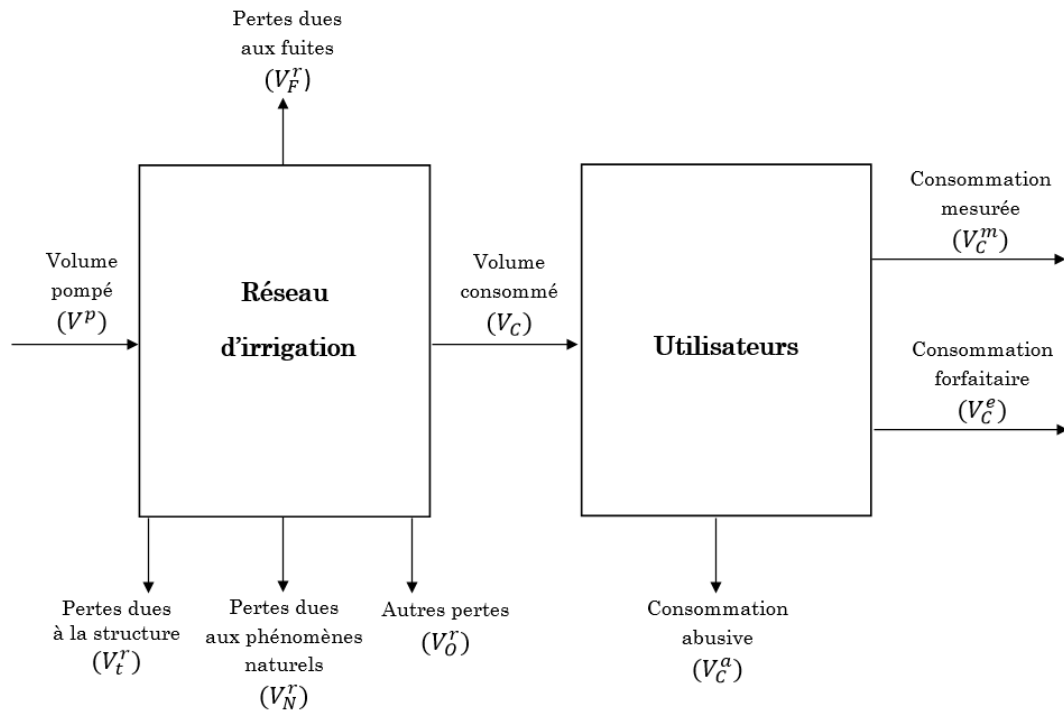 Pertes dues
aux fuites
(V_F^r)
Volume
pompé
(V^p)
Réseau
d'irrigation
Volume
consommé
(V_C)
Utilisateurs
Consommation
mesurée
(V_C^m)
Consommation
forfaitaire
(V_C^e)
Pertes dues
à la structure
(V_t^r)
Pertes dues
aux phénomènes
naturels
(V_N^r)
Autres pertes
(V_O^r)
Consommation
abusive
(V_C^a)